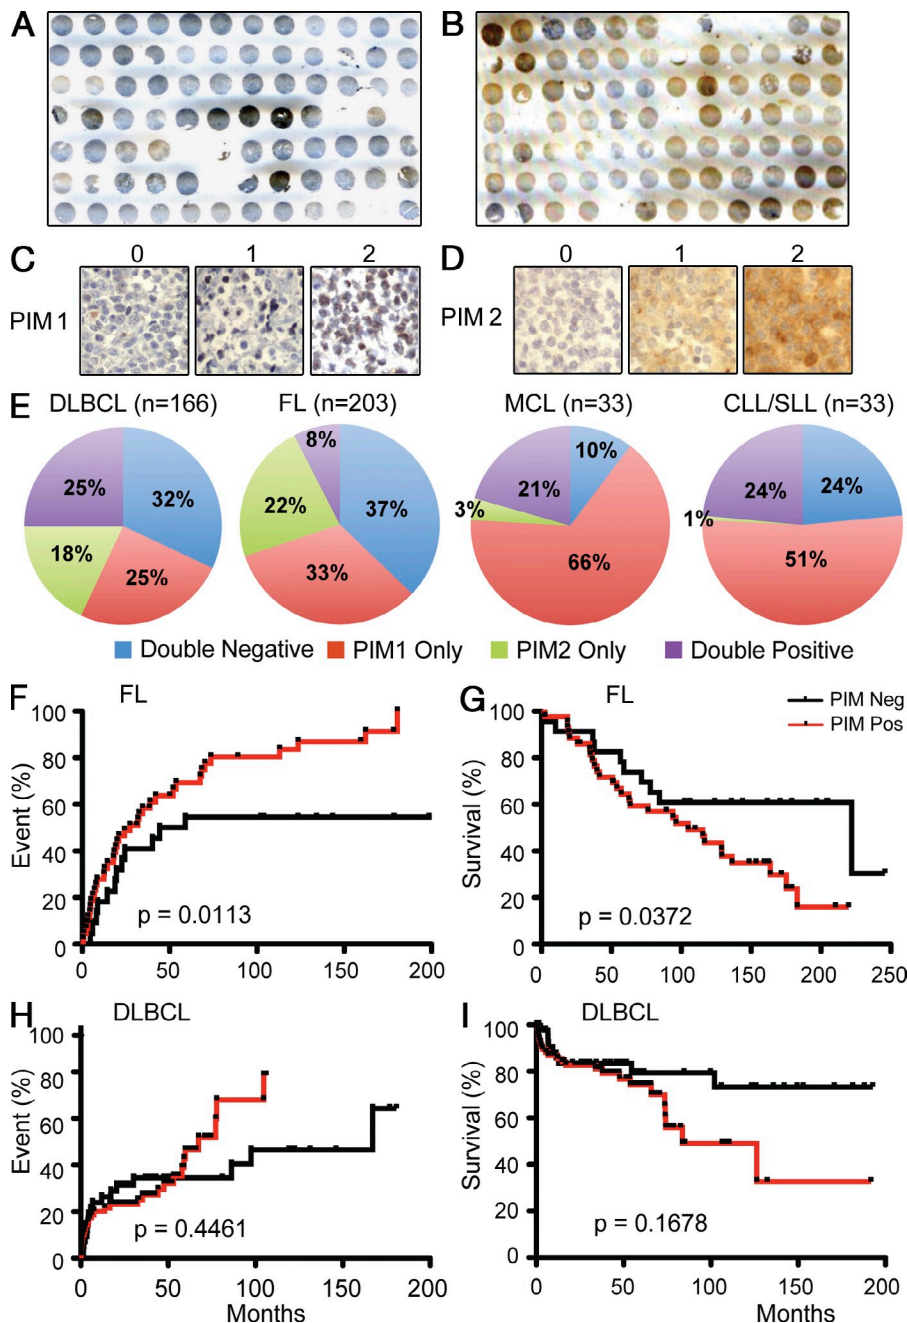 A B
C 0 1 2 D 0 1 2
PIM 1 PIM 2
E DLBCL (n=166) FL (n=203) MCL (n=33) CLL/SLL (n=33)
25% 32% 18% 25%
8% 22% 37% 33%
10% 21% 3% 66%
24% 24% 1% 51%
Double Negative PIM1 Only PIM2 Only Double Positive
F FL
Event (%)
100
80
60
40
20
0
p = 0.0113
0 50 100 150 200
G FL
PIM Neg
PIM Pos
Survival (%)
100
80
60
40
20
0
p = 0.0372
0 50 100 150 200 250
H DLBCL
Event (%)
100
80
60
40
20
0
p = 0.4461
0 50 100 150 200
Months
I DLBCL
Survival (%)
100
80
60
40
20
0
p = 0.1678
0 50 100 150 200
Months